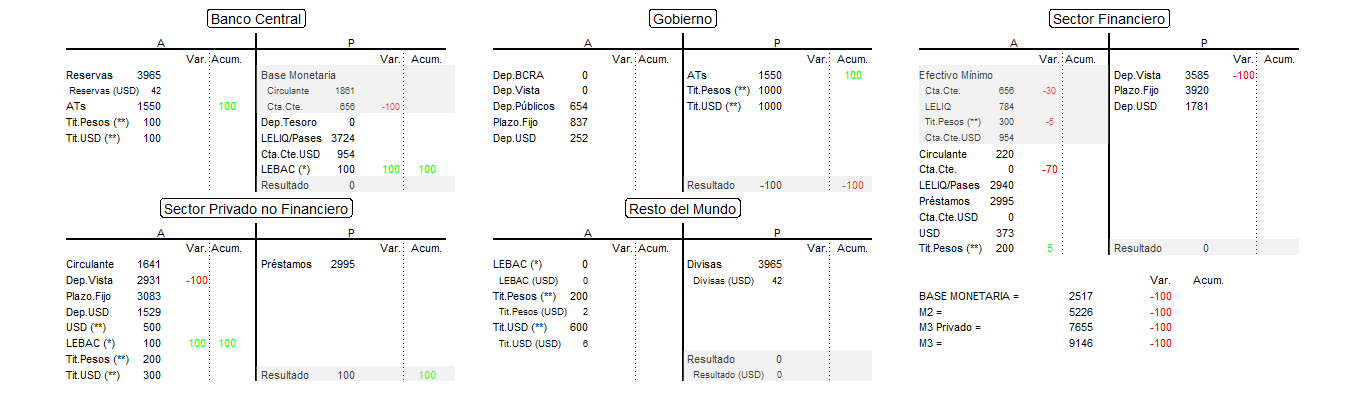 Banco Central
A P
Var. Acum. Var. Acum.
Reservas 3965 Base Monetaria
Reservas (USD) 42 Circulante 1861
ATs 1550 100 Cta.Cte. 656 -100
Tit.Pesos (**) 100 Dep.Tesoro 0
Tit.USD (**) 100 LELIQ/Pases 3724
Cta.Cte.USD 954
LEBAC (*) 100 100 100
Resultado 0
Gobierno
A P
Var. Acum. Var. Acum.
Dep.BCRA 0 ATs 1550 100
Dep.Vista 0 Tit.Pesos (**) 1000
Dep.Públicos 654 Tit.USD (**) 1000
Plazo.Fijo 837
Dep.USD 252
Resultado -100 -100
Sector Financiero
A P
Var. Acum. Var. Acum.
Efectivo Mínimo Dep.Vista 3585 -100
Cta.Cte. 656 -30 Plazo.Fijo 3920
LELIQ 784 Dep.USD 1781
Tit.Pesos (**) 300 -5
Cta.Cte.USD 954
Circulante 220
Cta.Cte. 0 -70
LELIQ/Pases 2940
Préstamos 2995
Cta.Cte.USD 0
USD 373
Tit.Pesos (**) 200 5 Resultado 0
Sector Privado no Financiero
A P
Var. Acum. Var. Acum.
Circulante 1641 Préstamos 2995
Dep.Vista 2931 -100
Plazo.Fijo 3083
Dep.USD 1529
USD (**) 500
LEBAC (*) 100 100 100
Tit.Pesos (**) 200
Tit.USD (**) 300 Resultado 100 100
Resto del Mundo
A P
Var. Acum. Var. Acum.
LEBAC (*) 0 Divisas 3965
LEBAC (USD) 0 Divisas (USD) 42
Tit.Pesos (**) 200
Tit.Pesos (USD) 2
Tit.USD (**) 600
Tit.USD (USD) 6
Resultado 0
Resultado (USD) 0
Var. Acum.
BASE MONETARIA = 2517 -100
M2 = 5226 -100
M3 Privado = 7655 -100
M3 = 9146 -100